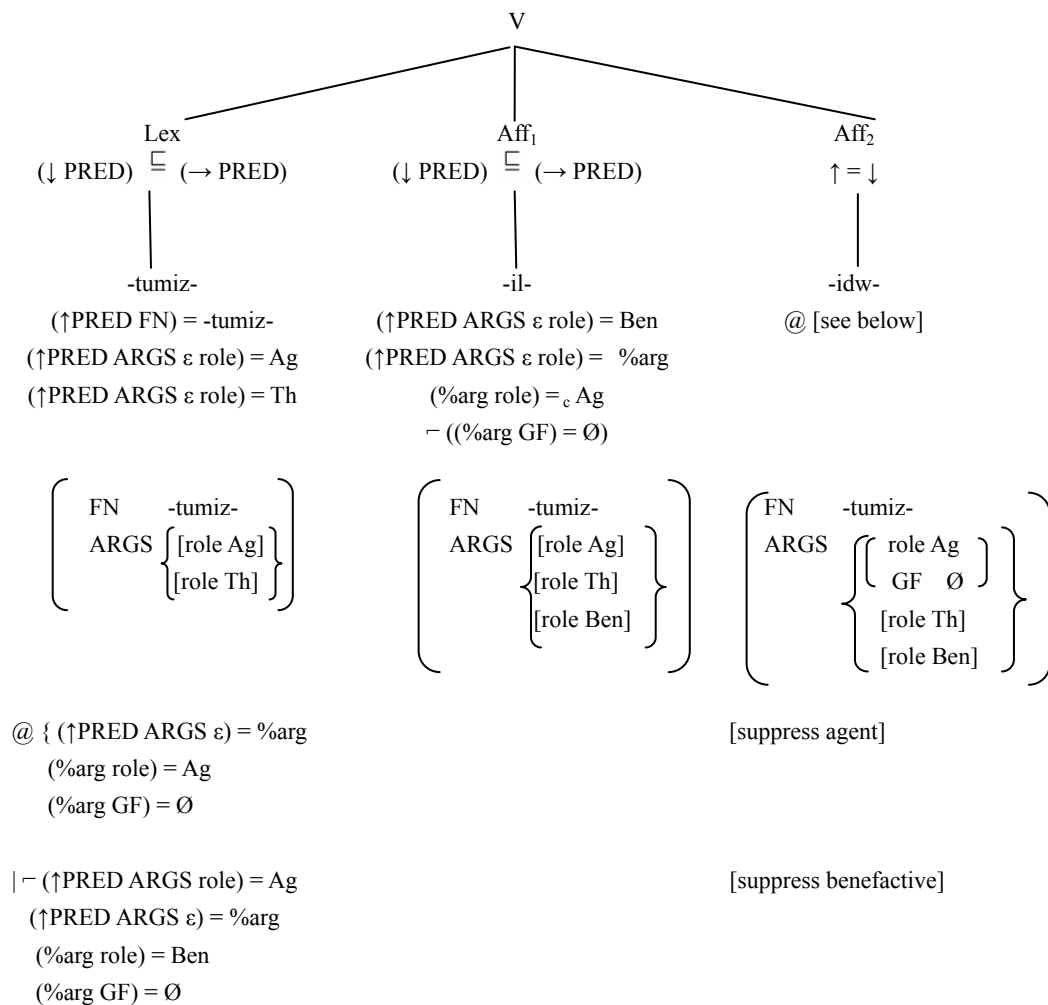 V
Lex Aff₁ Aff₂
(↓ PRED) ⊑ (→ PRED) (↓ PRED) ⊑ (→ PRED) ↑ = ↓
-tumiz- -il- -idw-
(↑PRED FN) = -tumiz- (↑PRED ARGS ε role) = Ben @ [see below]
(↑PRED ARGS ε role) = Ag (↑PRED ARGS ε role) = %arg
(↑PRED ARGS ε role) = Th (%arg role) =c Ag
⌐ ((%arg GF) = Ø)
FN -tumiz- FN -tumiz- FN -tumiz-
ARGS [role Ag] ARGS [role Ag] ARGS role Ag
[role Th] [role Th] GF Ø
[role Ben] [role Th]
[role Ben]
@ { (↑PRED ARGS ε) = %arg [suppress agent]
(%arg role) = Ag
(%arg GF) = Ø
| ⌐ (↑PRED ARGS role) = Ag [suppress benefactive]
(↑PRED ARGS ε) = %arg
(%arg role) = Ben
(%arg GF) = Ø